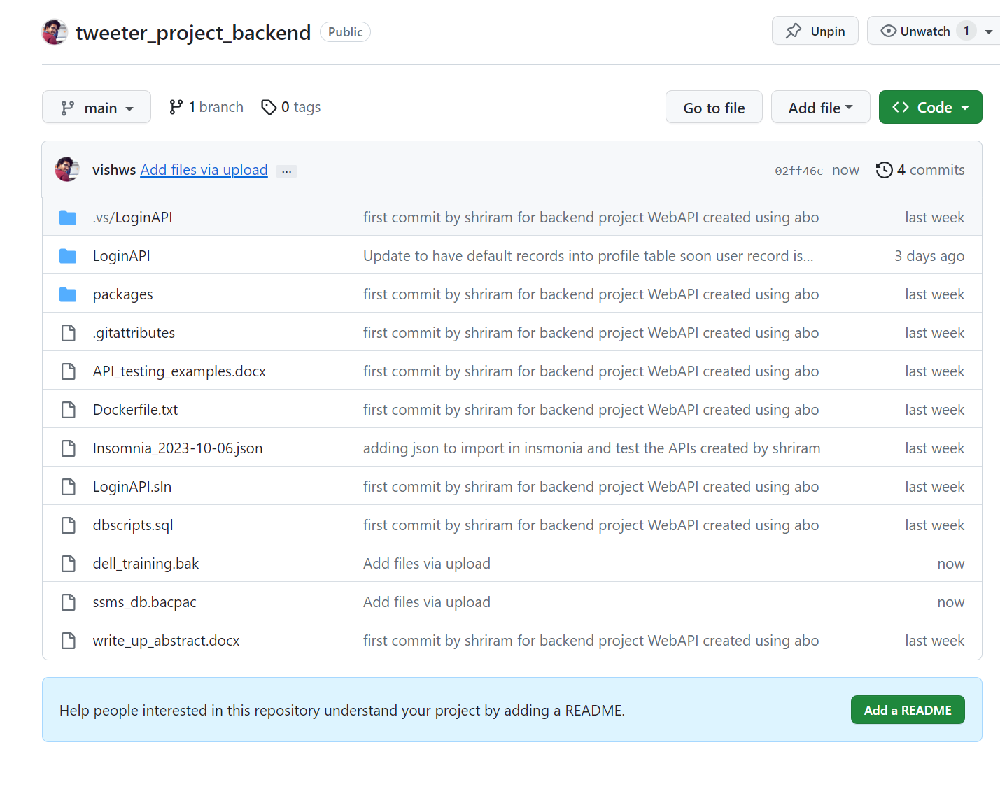 tweeter_project_backend Public Unpin Unwatch 1
main 1 branch 0 tags Go to file Add file Code
vishws Add files via upload ... 02ff46c now 4 commits
.vs/LoginAPI first commit by shriram for backend project WebAPI created using abo last week
LoginAPI Update to have default records into profile table soon user record is... 3 days ago
packages first commit by shriram for backend project WebAPI created using abo last week
.gitattributes first commit by shriram for backend project WebAPI created using abo last week
API_testing_examples.docx first commit by shriram for backend project WebAPI created using abo last week
Dockerfile.txt first commit by shriram for backend project WebAPI created using abo last week
Insomnia_2023-10-06.json adding json to import in insmonia and test the APIs created by shriram last week
LoginAPI.sln first commit by shriram for backend project WebAPI created using abo last week
dbscripts.sql first commit by shriram for backend project WebAPI created using abo last week
dell_training.bak Add files via upload now
ssms_db.bacpac Add files via upload now
write_up_abstract.docx first commit by shriram for backend project WebAPI created using abo last week
Help people interested in this repository understand your project by adding a README. Add a README